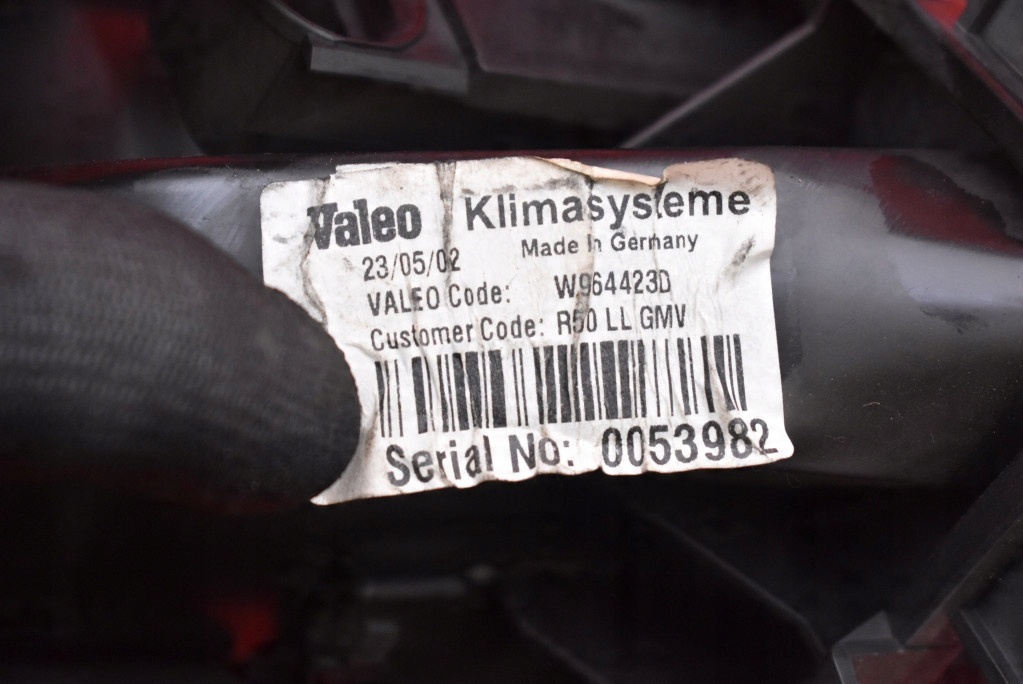 Valeo Klimasysteme
23/05/02 Made In Germany
VALEO Code: W964423D
Customer Code: R50 LL GMV
Serial No: 0053982